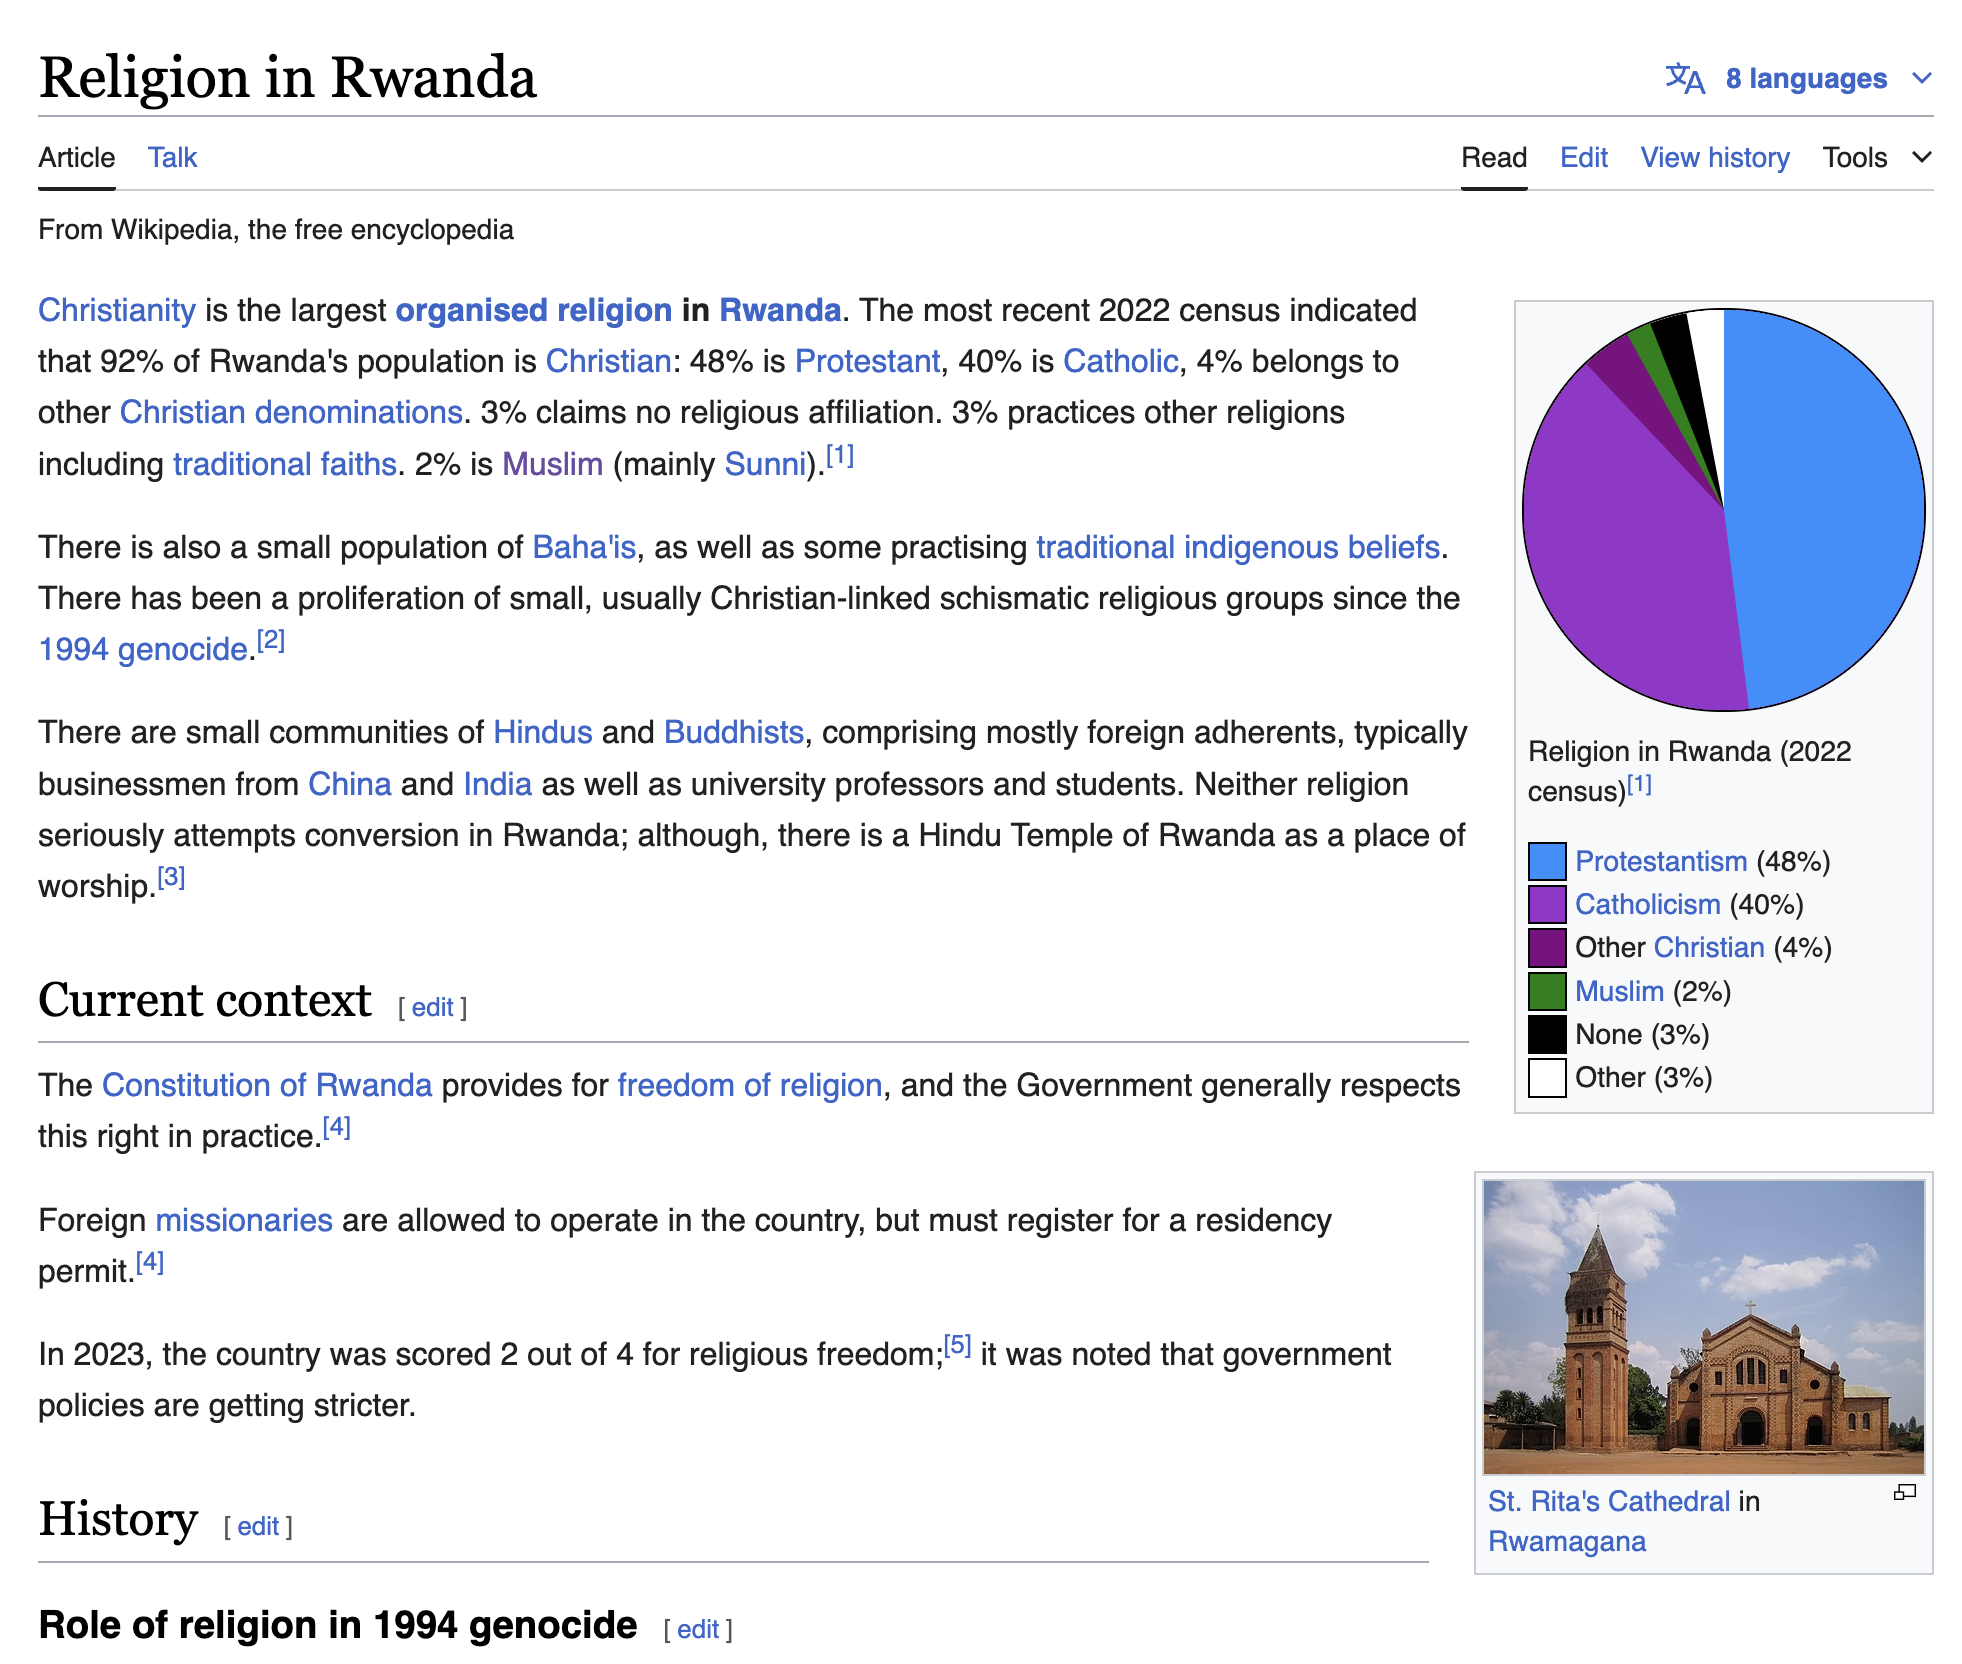 Religion in Rwanda
8 languages
Article Talk
Read Edit View history Tools
From Wikipedia, the free encyclopedia
Christianity is the largest organised religion in Rwanda. The most recent 2022 census indicated
that 92% of Rwanda's population is Christian: 48% is Protestant, 40% is Catholic, 4% belongs to
other Christian denominations. 3% claims no religious affiliation. 3% practices other religions
including traditional faiths. 2% is Muslim (mainly Sunni).[1]
There is also a small population of Baha'is, as well as some practising traditional indigenous beliefs.
There has been a proliferation of small, usually Christian-linked schismatic religious groups since the
1994 genocide.[2]
There are small communities of Hindus and Buddhists, comprising mostly foreign adherents, typically
businessmen from China and India as well as university professors and students. Neither religion
seriously attempts conversion in Rwanda; although, there is a Hindu Temple of Rwanda as a place of
worship.[3]
Religion in Rwanda (2022
census)[1]
Protestantism (48%)
Catholicism (40%)
Other Christian (4%)
Muslim (2%)
None (3%)
Other (3%)
Current context [ edit ]
The Constitution of Rwanda provides for freedom of religion, and the Government generally respects
this right in practice.[4]
Foreign missionaries are allowed to operate in the country, but must register for a residency
permit.[4]
In 2023, the country was scored 2 out of 4 for religious freedom;[5] it was noted that government
policies are getting stricter.
St. Rita's Cathedral in
Rwamagana
History [ edit ]
Role of religion in 1994 genocide [ edit ]